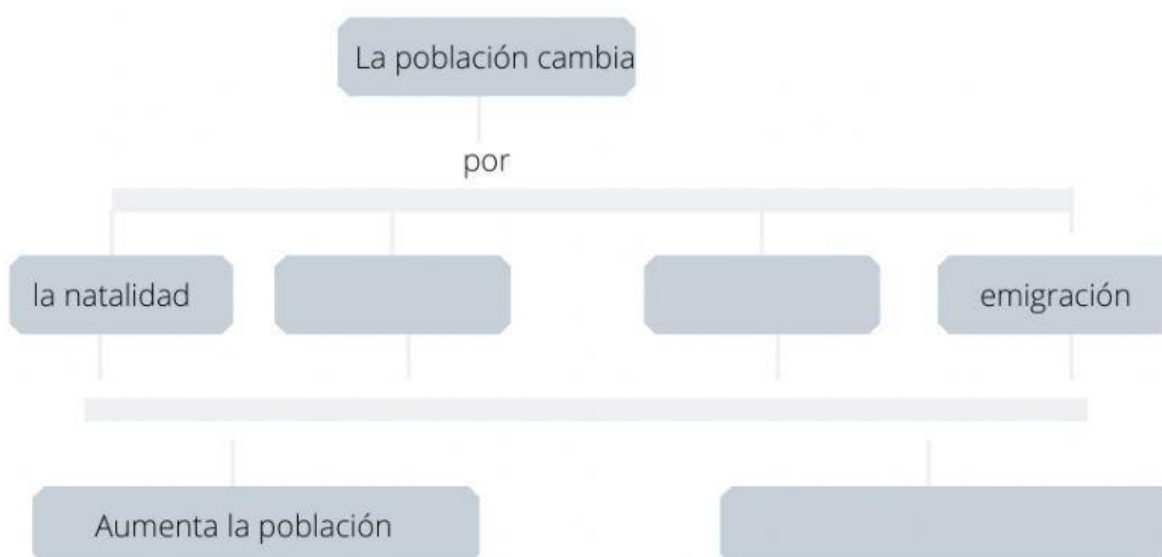 La población cambia
por
la natalidad
emigración
Aumenta la población